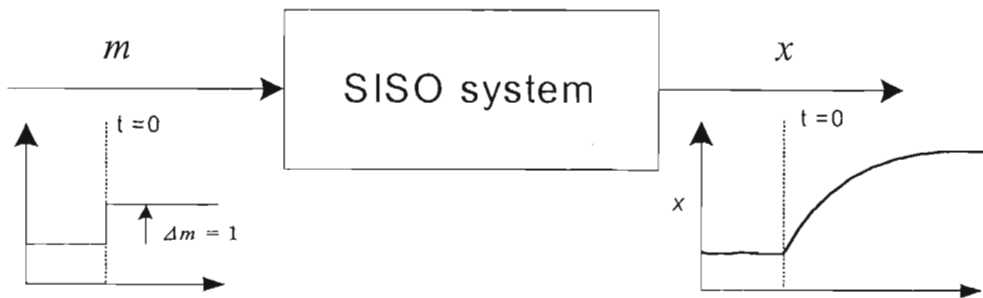 m
SISO system
x
t =0
t =0
x
Δm = 1